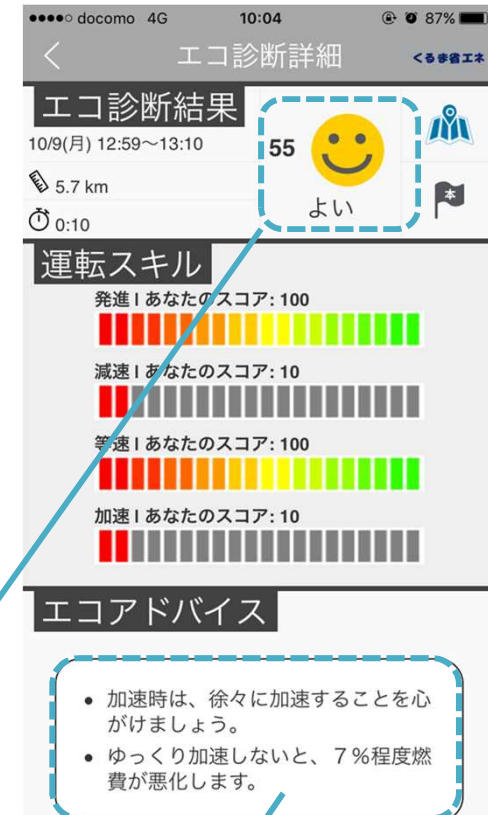 docomo 4G 10:04 87%
エコ診断詳細
くるま省エネ
エコ診断結果
10/9(月) 12:59～13:10
55
5.7 km
よい
本
0:10
運転スキル
発進 I あなたのスコア: 100
減速 I あなたのスコア: 10
等速 I あなたのスコア: 100
加速 I あなたのスコア: 10
エコアドバイス
• 加速時は、徐々に加速することを心
がけましょう。
• ゆっくり加速しないと、７％程度燃
費が悪化します。